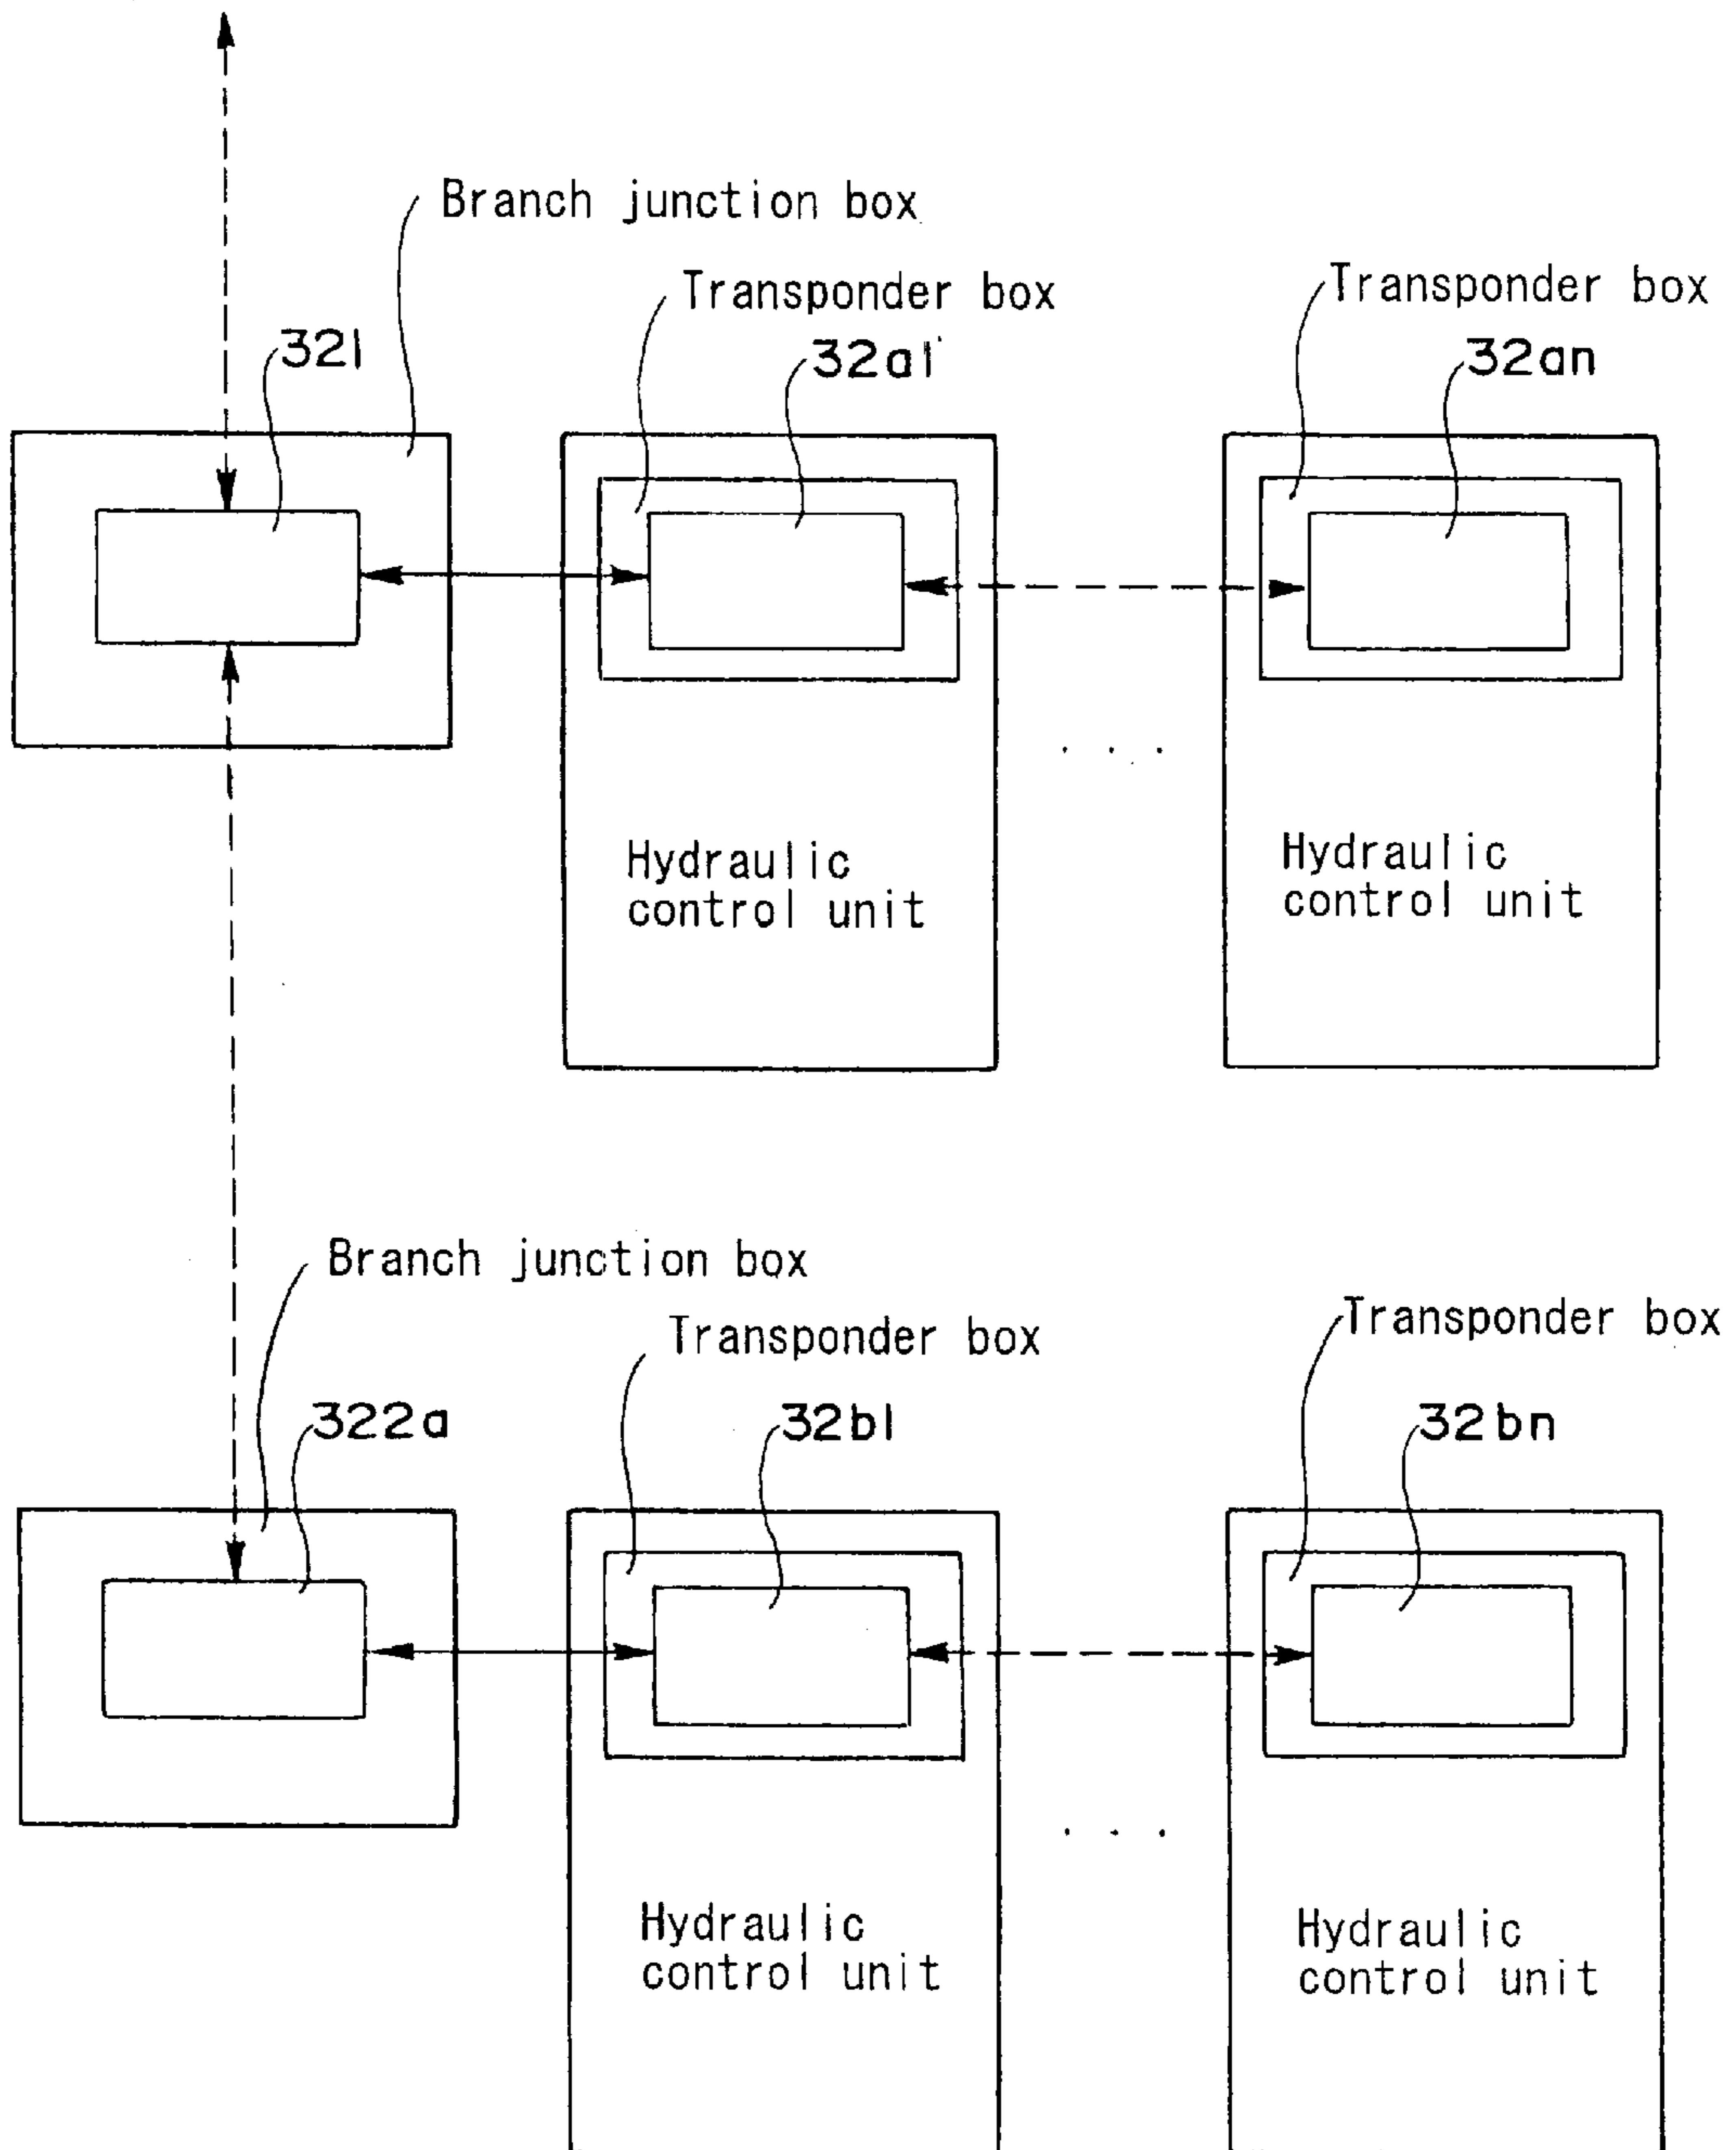 Branch junction box
Transponder box
Transponder box
321
32a1
32an
Hydraulic
control unit
Hydraulic
control unit
Branch junction box
Transponder box
Transponder box
322a
32b1
32bn
Hydraulic
control unit
Hydraulic
control unit